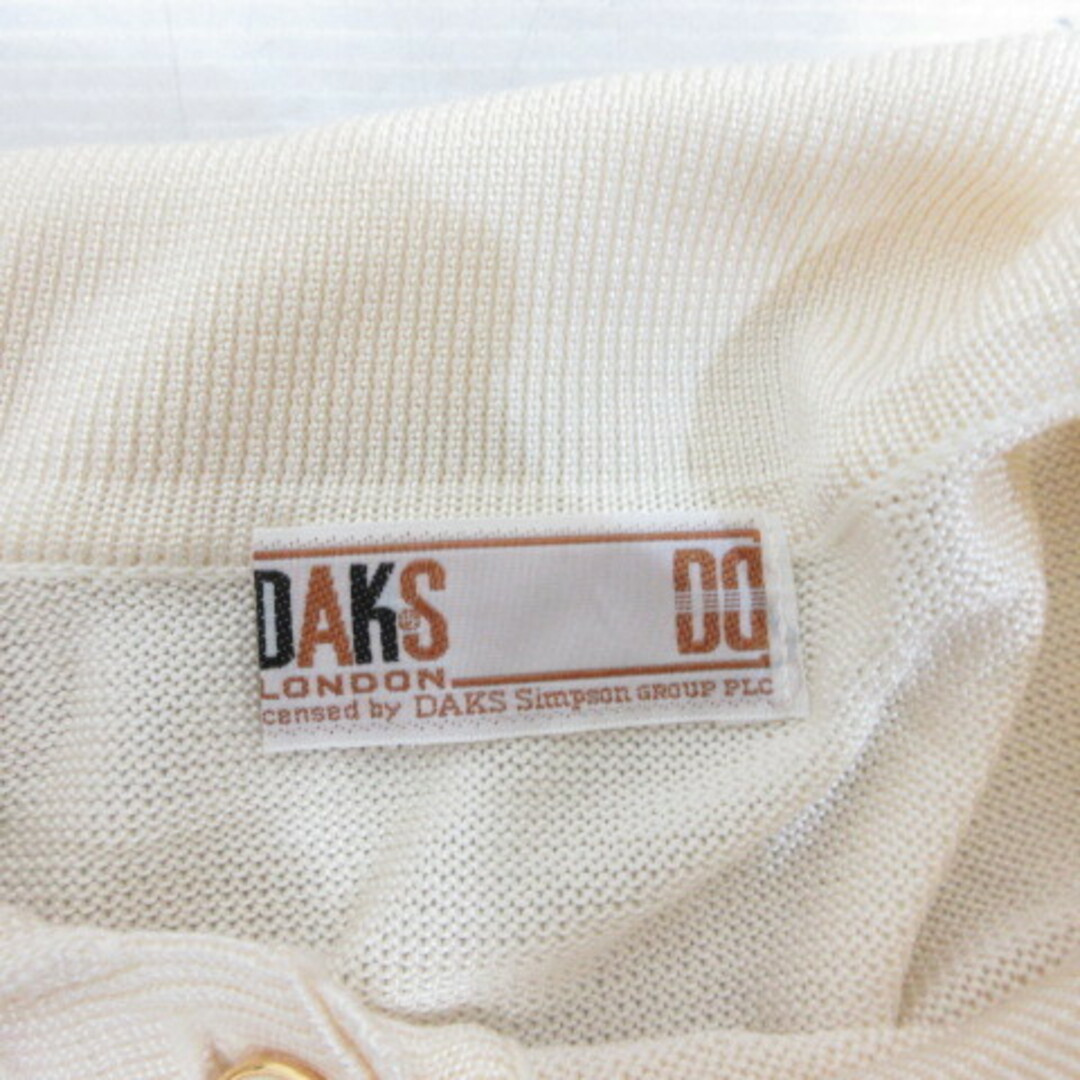 DAKS DD
LONDON
censed by DAKS Simpson GROUP PLC